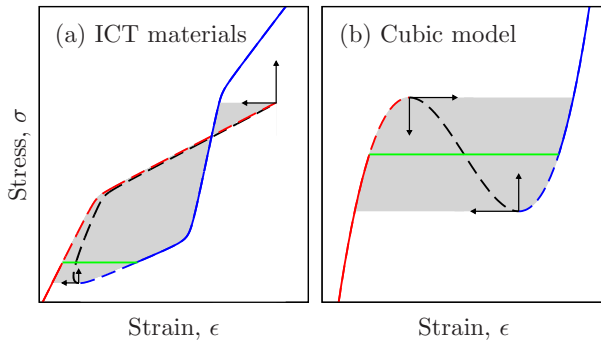 (a) ICT materials
(b) Cubic model
Stress, σ
Strain, ϵ
Strain, ϵ